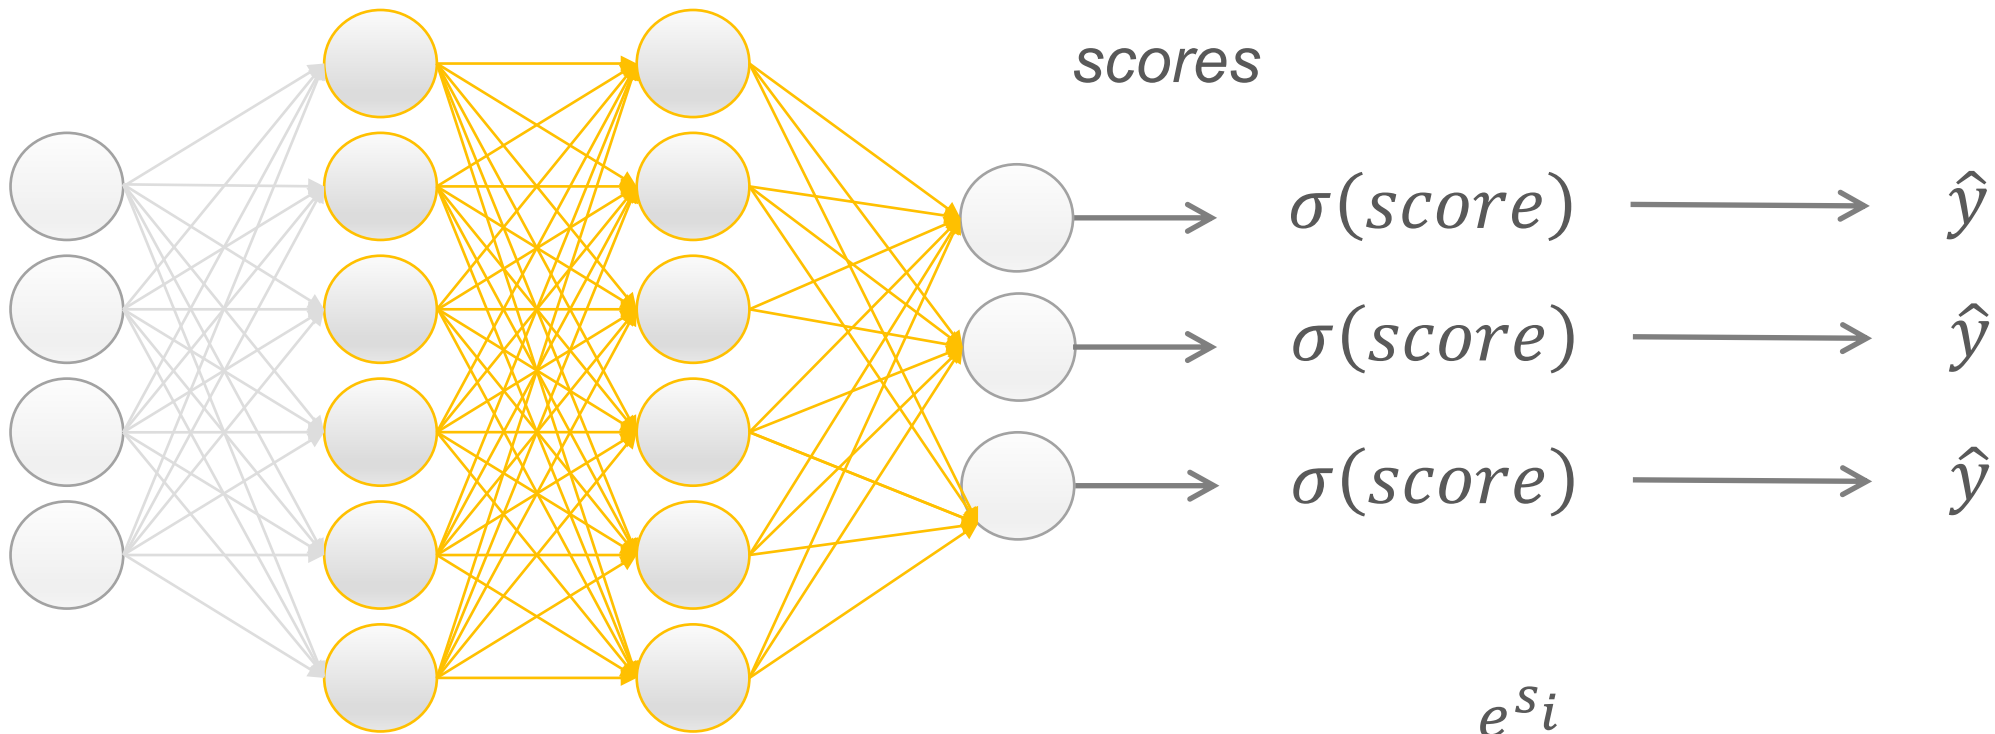 scores
σ(score) ŷ
σ(score) ŷ
σ(score) ŷ
e^{s_i}